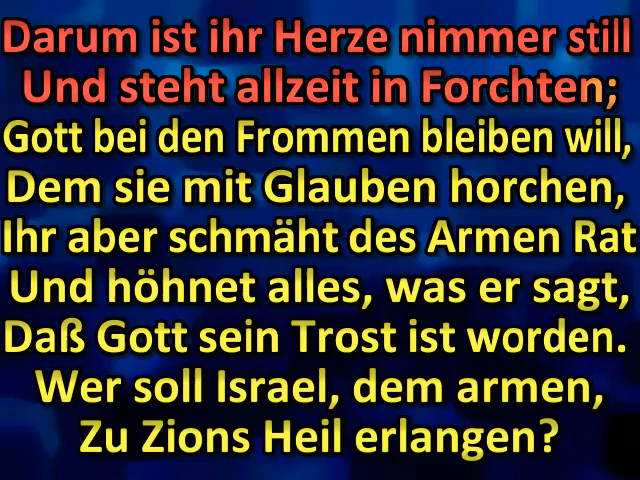 Darum ist ihr Herze nimmer still
Und steht allzeit in Forchten;
Gott bei den Frommen bleiben will,
Dem sie mit Glauben horchen,
Ihr aber schmäht des Armen Rat
Und höhnet alles, was er sagt,
Daß Gott sein Trost ist worden.
Wer soll Israel, dem armen,
Zu Zions Heil erlangen?